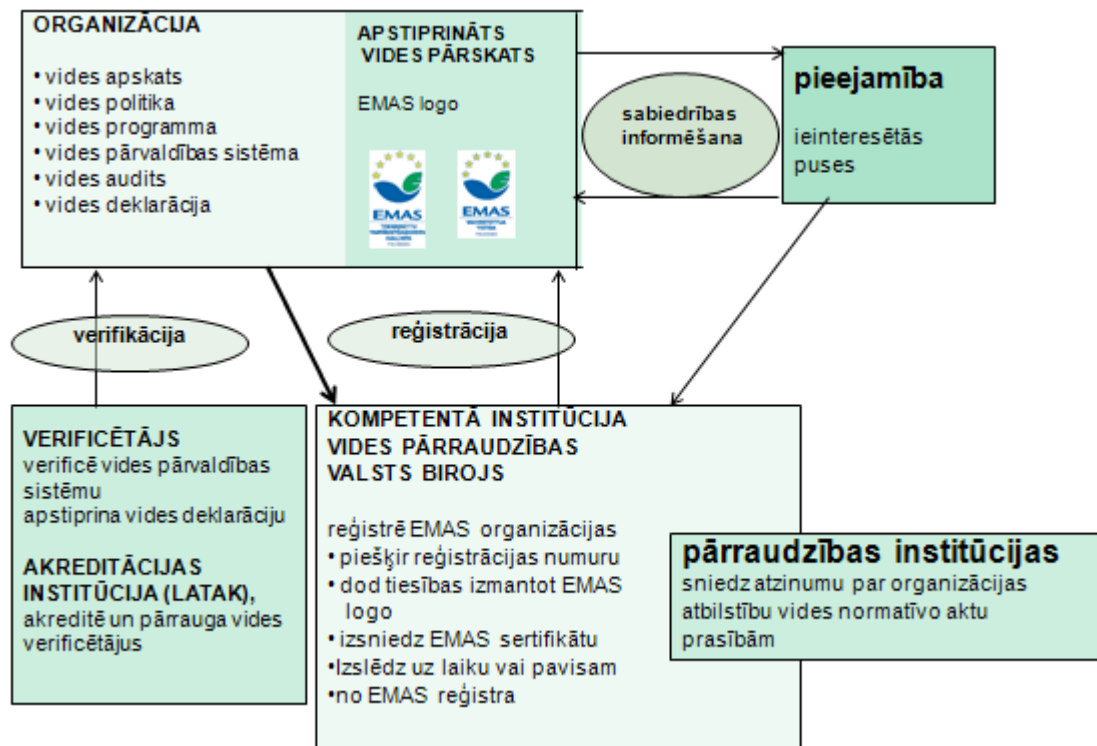 ORGANIZĀCIJA
• vides apskats
• vides politika
• vides programma
• vides pārvaldības sistēma
• vides audits
• vides deklarācija
APSTIPRINĀTS
VIDES PĀRSKATS
EMAS logo
EMAS
EMAS
sabiedrības
informēšana
pieejamība
ieinteresētās
puses
verifikācija
reģistrācija
VERIFICĒTĀJS
verificē vides pārvaldības
sistēmu
apstiprina vides deklarāciju
AKREDITĀCIJAS
INSTITŪCIJA (LATAK),
akreditē un pārrauga vides
verificētājus
KOMPETENTĀ INSTITŪCIJA
VIDES PĀRRAUDZĪBAS
VALSTS BIROJS
reģistrē EMAS organizācijas
• piešķir reģistrācijas numuru
• dod tiesības izmantot EMAS
logo
• izsniedz EMAS sertifikātu
•Izslēdz uz laiku vai pavisam
•no EMAS reģistra
pārraudzības institūcijas
sniedz atzinumu par organizācijas
atbilstību vides normatīvo aktu
prasībām